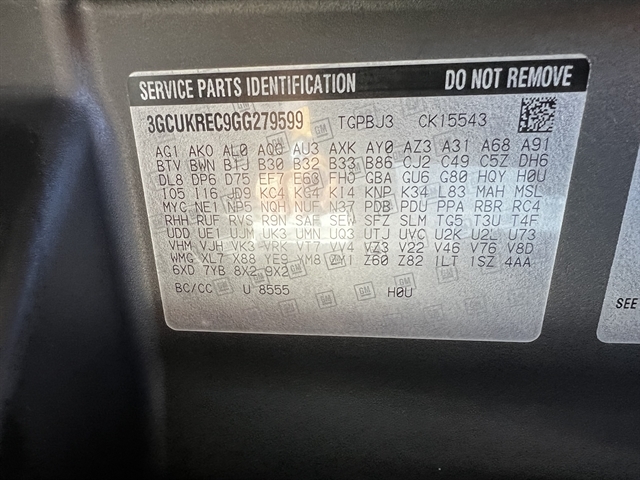 SERVICE PARTS IDENTIFICATION DO NOT REMOVE
3GCUKREC9GG279599 TGPBJ3 CK15543
AG1 AKO AL0 AQ9 AU3 AXK AY0 AZ3 A31 A68 A91
BTV BWN B1J B30 B32 B33 B86 CJ2 C49 C5Z DH6
DL8 DP6 D75 EF7 E63 FHO GBA GU6 G80 HQY H0U
IO5 I16 JD9 KC4 KG4 K14 KNP K34 L83 MAH MSL
MYC NE1 NP5 NQH NUF N37 PDB PDU PPA RBR RC4
RHH RUF RVS R9N SAF SEW SFZ SLM TG5 T3U T4F
UDD UE1 UJM UK3 UMN UQ3 UTJ UVC U2K U2L U73
VHM VJH VK3 VRK VT7 VV4 VZ3 V22 V46 V76 V8D
WMG XL7 X88 YE9 YM8 ZY1 Z60 Z82 1LT 1SZ 4AA
6XD 7YB 8X2 9X2
BC/CC U 8555 H0U
SEE